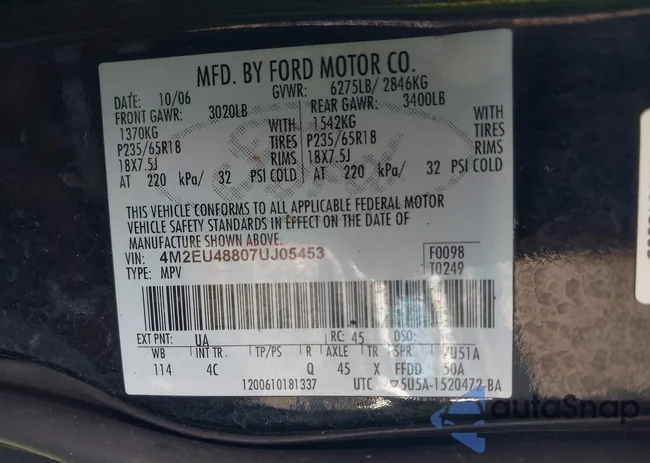 MFD. BY FORD MOTOR CO.
DATE: 10/06 GVWR: 6275LB/ 2846KG
FRONT GAWR: 3020LB REAR GAWR: 3400LB
1370KG WITH 1542KG WITH
P235/65R18 TIRES P235/65R18 TIRES
18X7.5J RIMS 18X7.5J RIMS
AT 220 kPa/ 32 PSI COLD AT 220 kPa/ 32 PSI COLD
THIS VEHICLE CONFORMS TO ALL APPLICABLE FEDERAL MOTOR
VEHICLE SAFETY STANDARDS IN EFFECT ON THE DATE OF
MANUFACTURE SHOWN ABOVE.
VIN: 4M2EU48807UJ05453 F0098
TYPE: MPV T0249
EXT PNT: UA RC: 45 DSO:
WB INT TR. TP/PS R AXLE TR SPR 7U51A
114 4C Q 45 X FFDD 50A
1200610181337 UTC 5U5A-1520472-BA
autoSnap